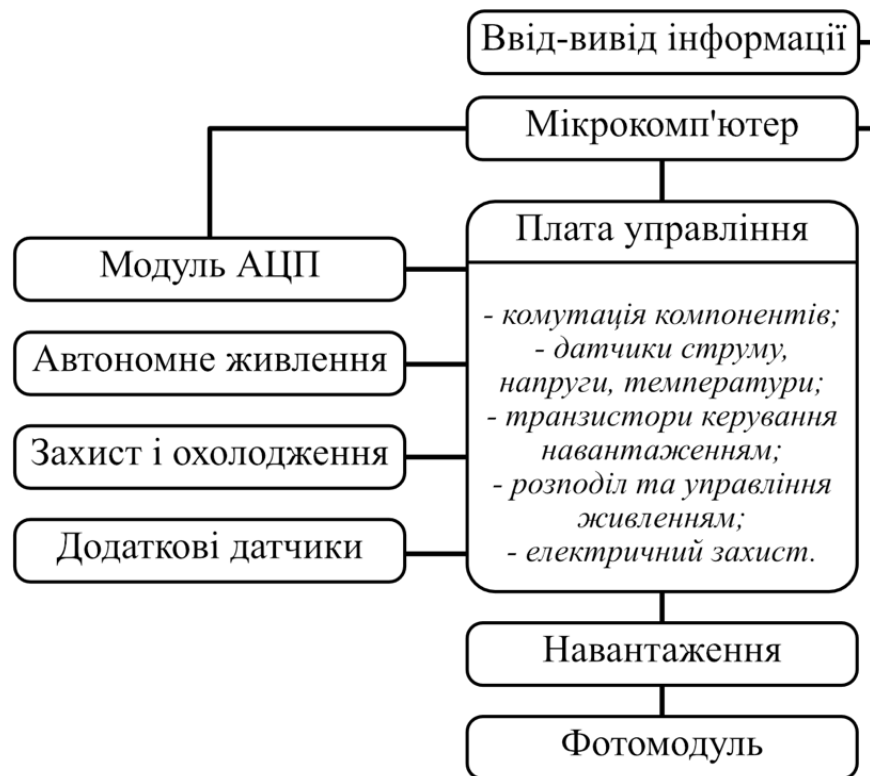 Ввід-вивід інформації
Мікрокомп'ютер
Плата управління
Модуль АЦП
Автономне живлення
Захист і охолодження
Додаткові датчики
- комутація компонентів;
- датчики струму,
напруги, температури;
- транзистори керування
навантаженням;
- розподіл та управління
живленням;
- електричний захист.
Навантаження
Фотомодуль